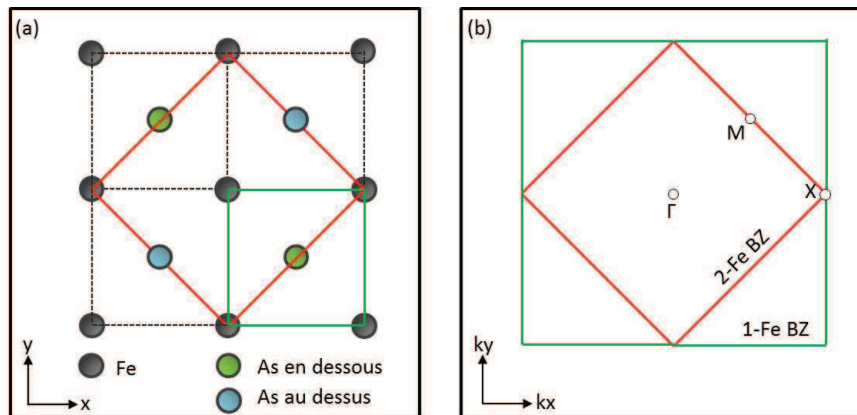 (a)
y
x
Fe
As en dessous
As au dessus
(b)
M
Γ
X
2-Fe BZ
1-Fe BZ
ky
kx